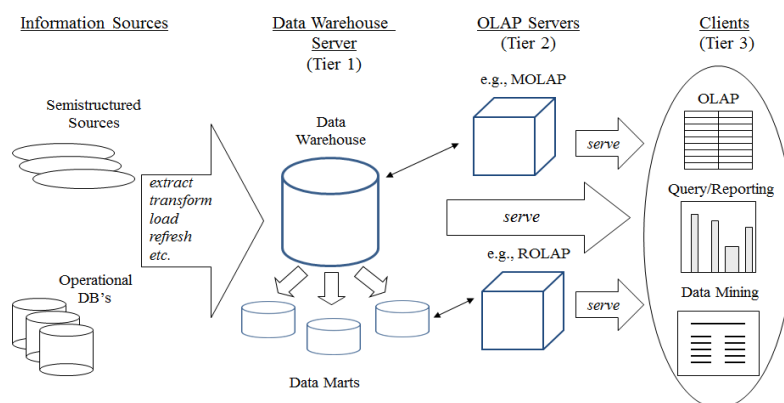 Information Sources
Data Warehouse
Server
(Tier 1)
OLAP Servers
(Tier 2)
Clients
(Tier 3)
e.g., MOLAP
Semistructured
Sources
Data
Warehouse
OLAP
serve
extract
transform
load
refresh
etc.
Query/Reporting
serve
Operational
DB's
e.g., ROLAP
serve
Data Mining
Data Marts